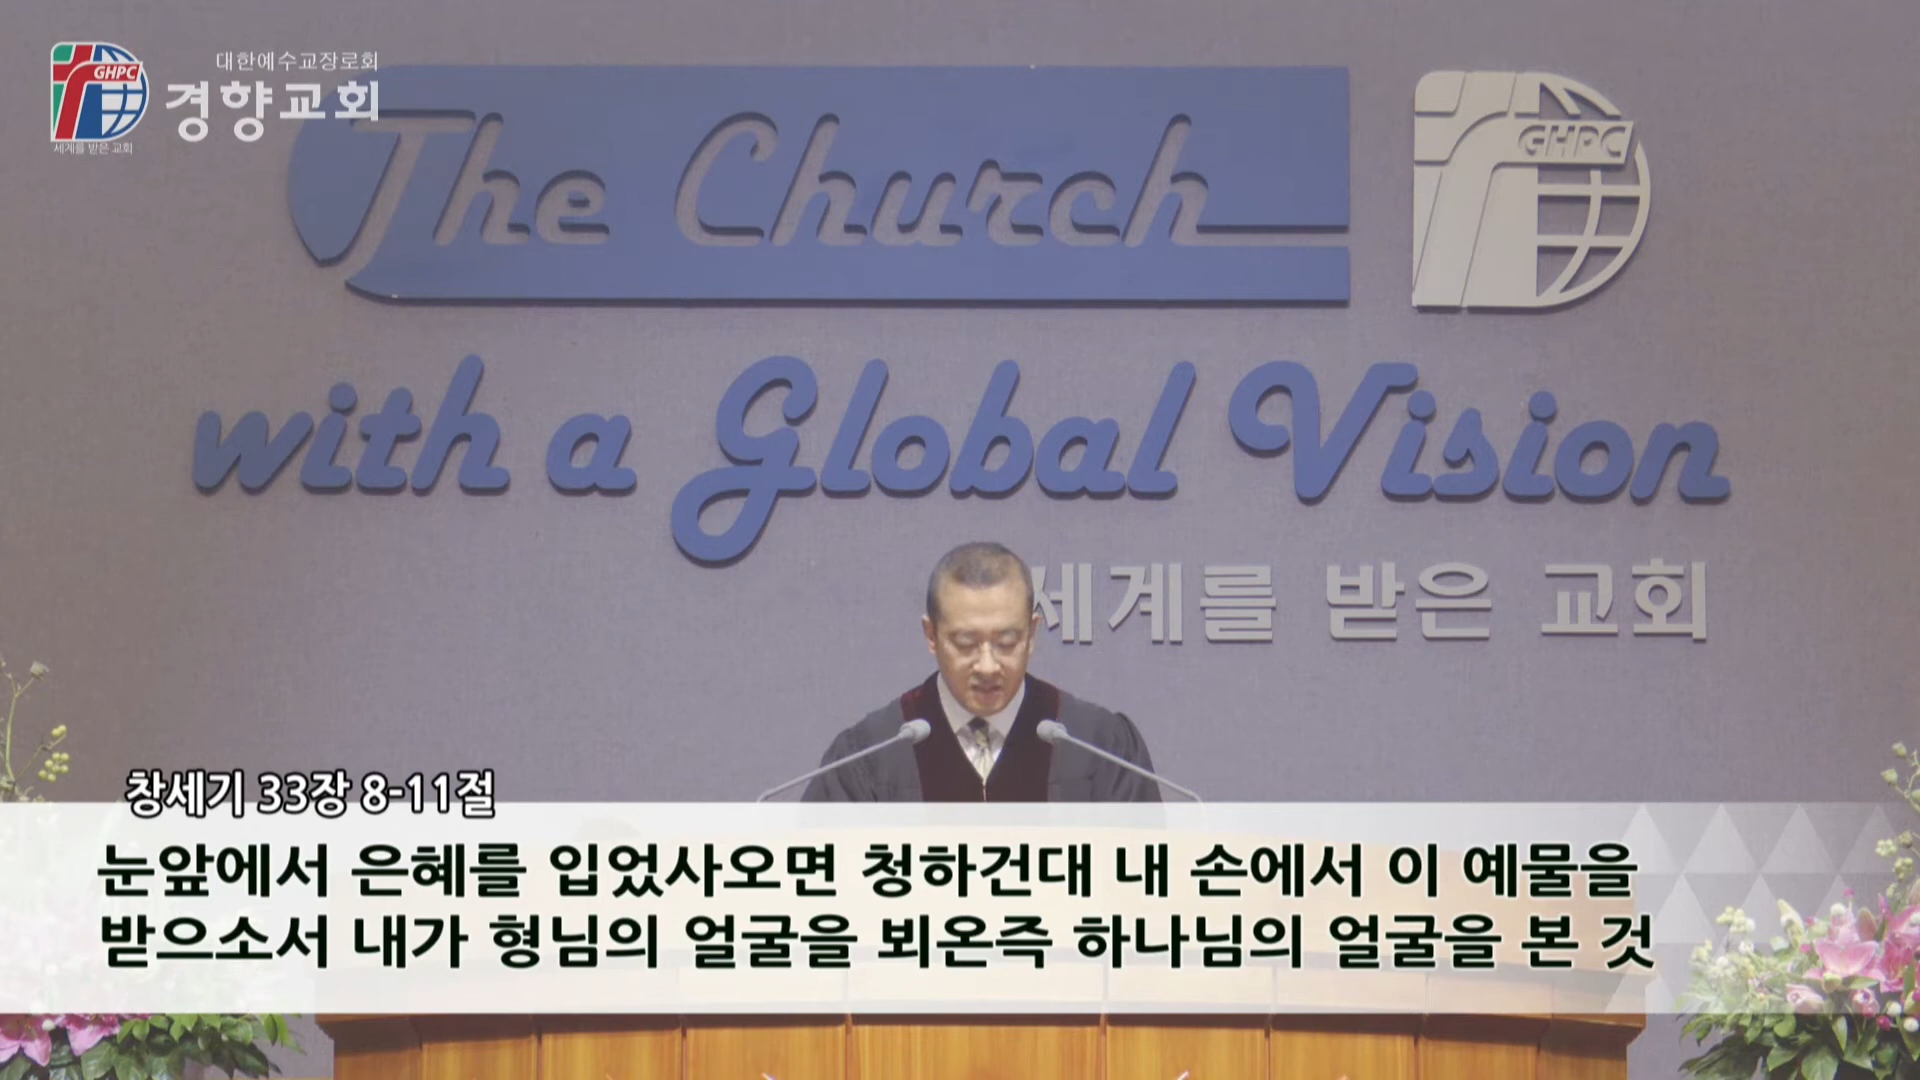 대한예수교장로회
GHPC
경향교회
세계를 받은 교회
The Church
GHPC
with a Global Vision
세계를 받은 교회
창세기 33장 8-11절
눈앞에서 은혜를 입었사오면 청하건대 내 손에서 이 예물을
받으소서 내가 형님의 얼굴을 뵈온즉 하나님의 얼굴을 본 것